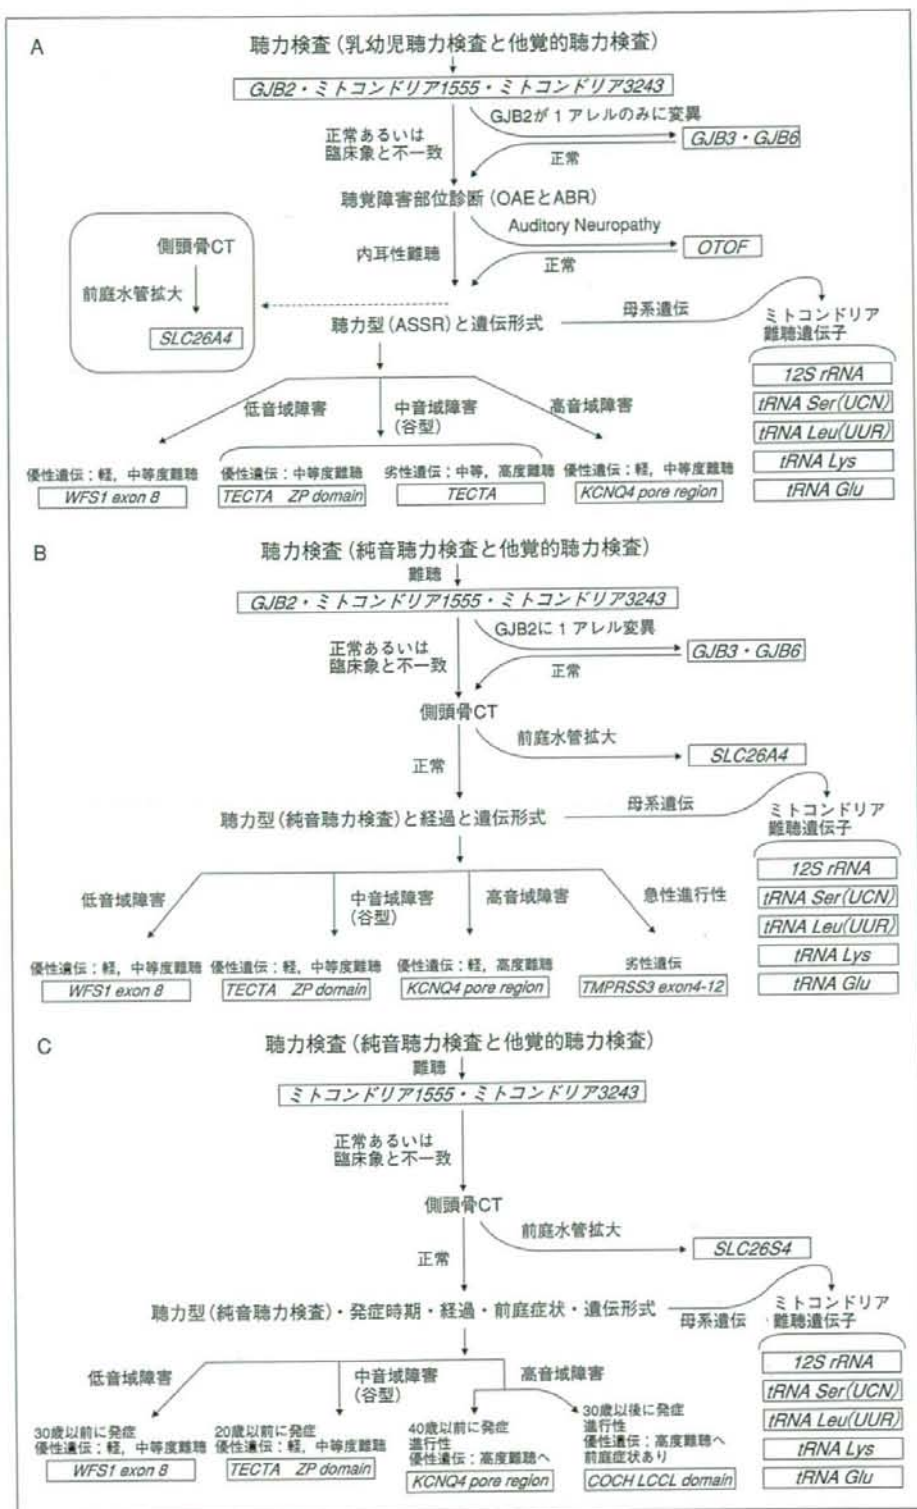 A
聴力検査(乳幼児聴力検査と他覚的聴力検査)
GJB2・ミトコンドリア1555・ミトコンドリア3243
GJB2が1アレルのみに変異
正常あるいは
臨床象と不一致
GJB3・GJB6
正常
聴覚障害部位診断(OAEとABR)
Auditory Neuropathy
内耳性難聴
OTOF
正常
側頭骨CT
前庭水管拡大
SLC26A4
聴力型(ASSR)と遺伝形式
母系遺伝
ミトコンドリア
難聴遺伝子
12S rRNA
tRNA Ser(UCN)
tRNA Leu(UUR)
tRNA Lys
tRNA Glu
低音域障害
中音域障害
(谷型)
高音域障害
優性遺伝:軽,中等度難聴
WFS1 exon 8
優性遺伝:中等度難聴
TECTA ZP domain
劣性遺伝:中等,高度難聴
TECTA
優性遺伝:軽,中等度難聴
KCNQ4 pore region
B
聴力検査(純音聴力検査と他覚的聴力検査)
難聴
GJB2・ミトコンドリア1555・ミトコンドリア3243
GJB2に1アレル変異
正常あるいは
臨床象と不一致
GJB3・GJB6
正常
側頭骨CT
前庭水管拡大
SLC26A4
正常
聴力型(純音聴力検査)と経過と遺伝形式
母系遺伝
ミトコンドリア
難聴遺伝子
12S rRNA
tRNA Ser(UCN)
tRNA Leu(UUR)
tRNA Lys
tRNA Glu
低音域障害
中音域障害
(谷型)
高音域障害
急性進行性
優性遺伝:軽,中等度難聴
WFS1 exon 8
優性遺伝:軽,中等度難聴
TECTA ZP domain
優性遺伝:軽,高度難聴
KCNQ4 pore region
劣性遺伝
TMPRSS3 exon4-12
C
聴力検査(純音聴力検査と他覚的聴力検査)
難聴
ミトコンドリア1555・ミトコンドリア3243
正常あるいは
臨床象と不一致
側頭骨CT
前庭水管拡大
SLC26S4
正常
聴力型(純音聴力検査)・発症時期・経過・前庭症状・遺伝形式
母系遺伝
ミトコンドリア
難聴遺伝子
12S rRNA
tRNA Ser(UCN)
tRNA Leu(UUR)
tRNA Lys
tRNA Glu
低音域障害
中音域障害
(谷型)
高音域障害
30歳以前に発症
優性遺伝:軽,中等度難聴
WFS1 exon 8
20歳以前に発症
優性遺伝:軽,中等度難聴
TECTA ZP domain
40歳以前に発症
進行性
優性遺伝:高度難聴へ
KCNQ4 pore region
30歳以後に発症
進行性
優性遺伝:高度難聴へ
前庭症状あり
COCH LCCL domain